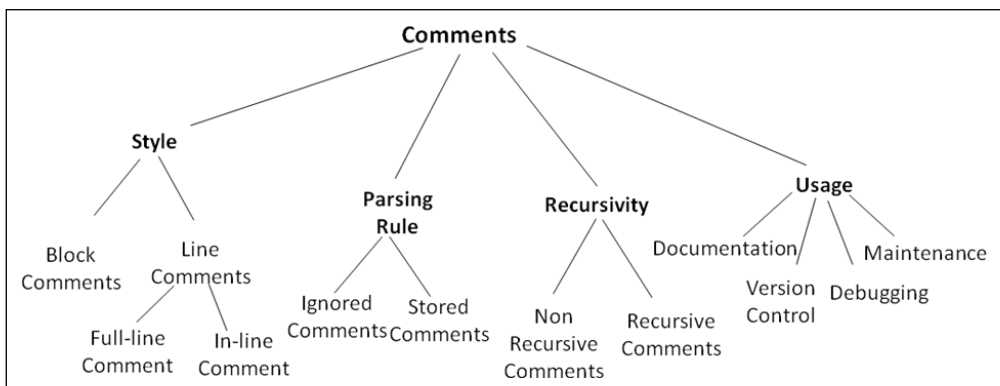 Comments
Style
Block
Comments
Line
Comments
Full-line
Comment
In-line
Comment
Parsing
Rule
Ignored
Comments
Stored
Comments
Recursivity
Non
Recursive
Comments
Recursive
Comments
Usage
Documentation
Version
Control
Debugging
Maintenance